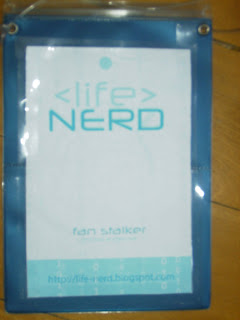 <life>
NERD
fan stalker
http://life-nerd.blogspot.com